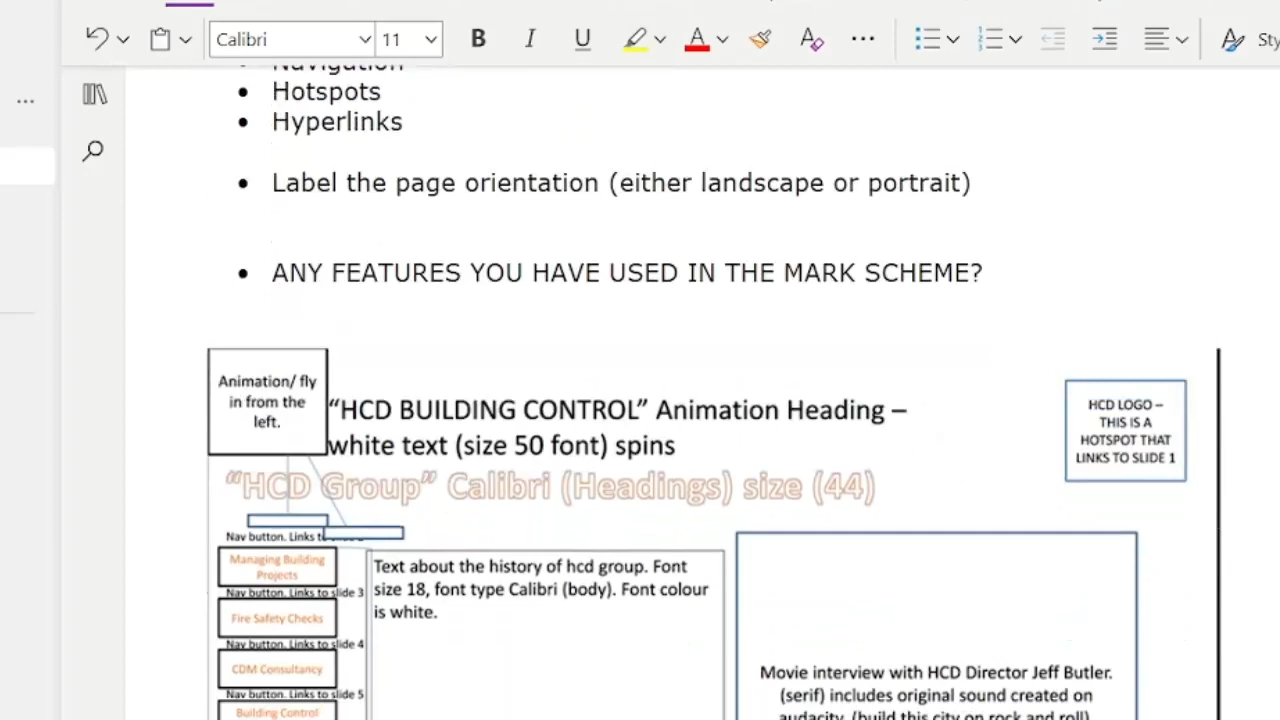 Calibri
11
B
I
U
A
A
A
Sty
Navigation
Hotspots
Hyperlinks
Label the page orientation (either landscape or portrait)
ANY FEATURES YOU HAVE USED IN THE MARK SCHEME?
Animation/ fly
in from the
left.
“HCD BUILDING CONTROL” Animation Heading –
white text (size 50 font) spins
HCD LOGO –
THIS IS A
HOTSPOT THAT
LINKS TO SLIDE 1
“HCD Group” Calibri (Headings) size (44)
Nav button. Links to slide 2
Managing Building
Projects
Nav button. Links to slide 3
Fire Safety Checks
Nav button. Links to slide 4
CDM Consultancy
Nav button. Links to slide 5
Building Control
Text about the history of hcd group. Font
size 18, font type Calibri (body). Font colour
is white.
Movie interview with HCD Director Jeff Butler.
(serif) includes original sound created on
audacity. (build this city on rock and roll)